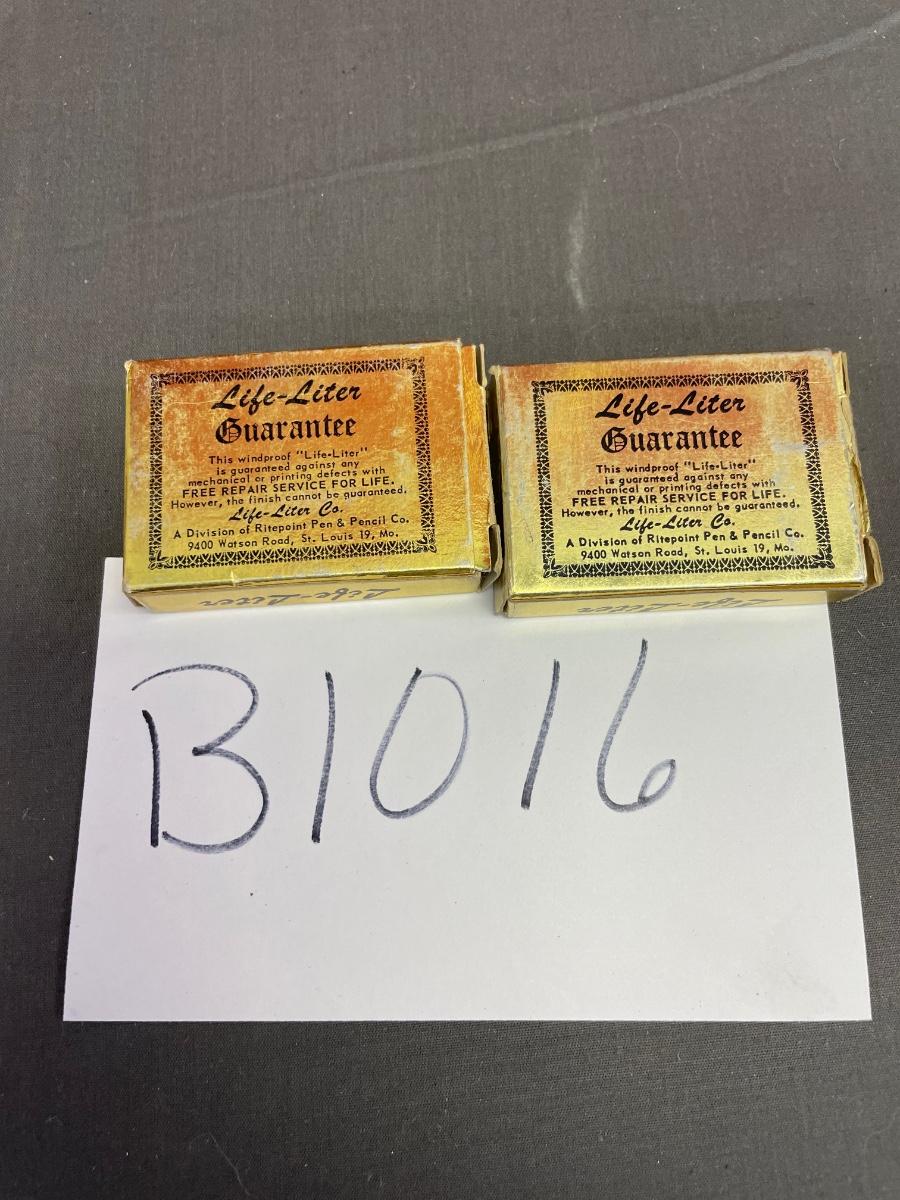 Life-Liter
Guarantee
This windproof "Life-Liter"
is guaranteed against any
mechanical or printing defects with
FREE REPAIR SERVICE FOR LIFE.
However, the finish cannot be guaranteed.
Life-Liter Co.
A Division of Ritepoint Pen & Pencil Co.
9400 Watson Road, St. Louis 19, Mo.
Life-Liter
Life-Liter
Guarantee
This windproof "Life-Liter"
is guaranteed against any
mechanical or printing defects with
FREE REPAIR SERVICE FOR LIFE.
However, the finish cannot be guaranteed.
Life-Liter Co.
A Division of Ritepoint Pen & Pencil Co.
9400 Watson Road, St. Louis 19, Mo.
Life-Liter
B1016